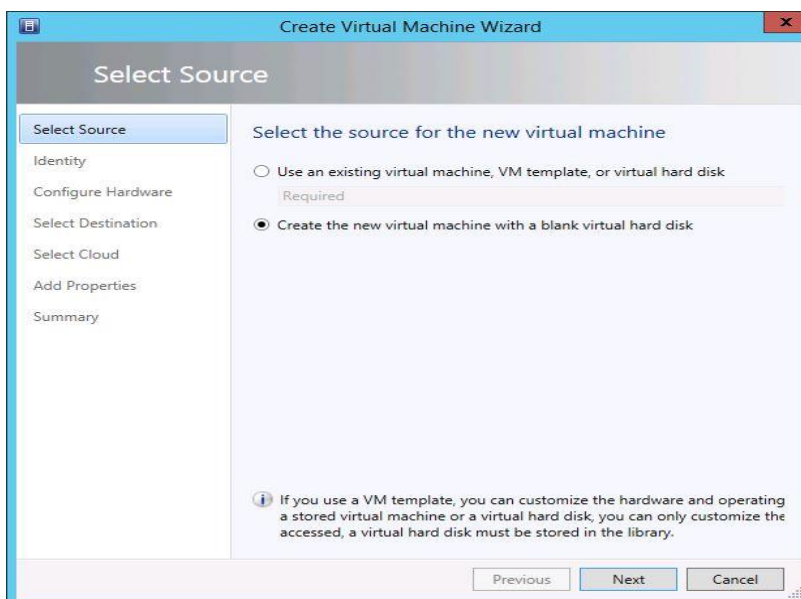 Create Virtual Machine Wizard
x
Select Source
Select Source
Identity
Configure Hardware
Select Destination
Select Cloud
Add Properties
Summary
Select the source for the new virtual machine
Use an existing virtual machine, VM template, or virtual hard disk
Required
Create the new virtual machine with a blank virtual hard disk
If you use a VM template, you can customize the hardware and operating
a stored virtual machine or a virtual hard disk, you can only customize the
accessed, a virtual hard disk must be stored in the library.
Previous Next Cancel